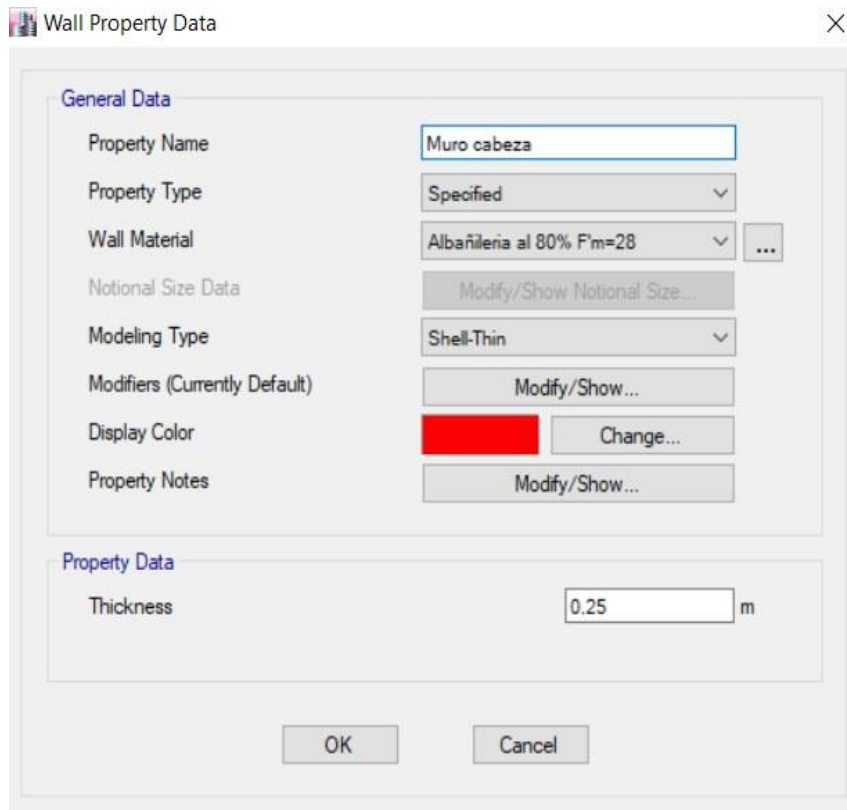 Wall Property Data
General Data
Property Name Muro cabeza
Property Type Specified
Wall Material Albañileria al 80% F'm=28 ...
Notional Size Data Modify/Show Notional Size...
Modeling Type Shell-Thin
Modifiers (Currently Default) Modify/Show...
Display Color Change...
Property Notes Modify/Show...
Property Data
Thickness 0.25 m
OK Cancel